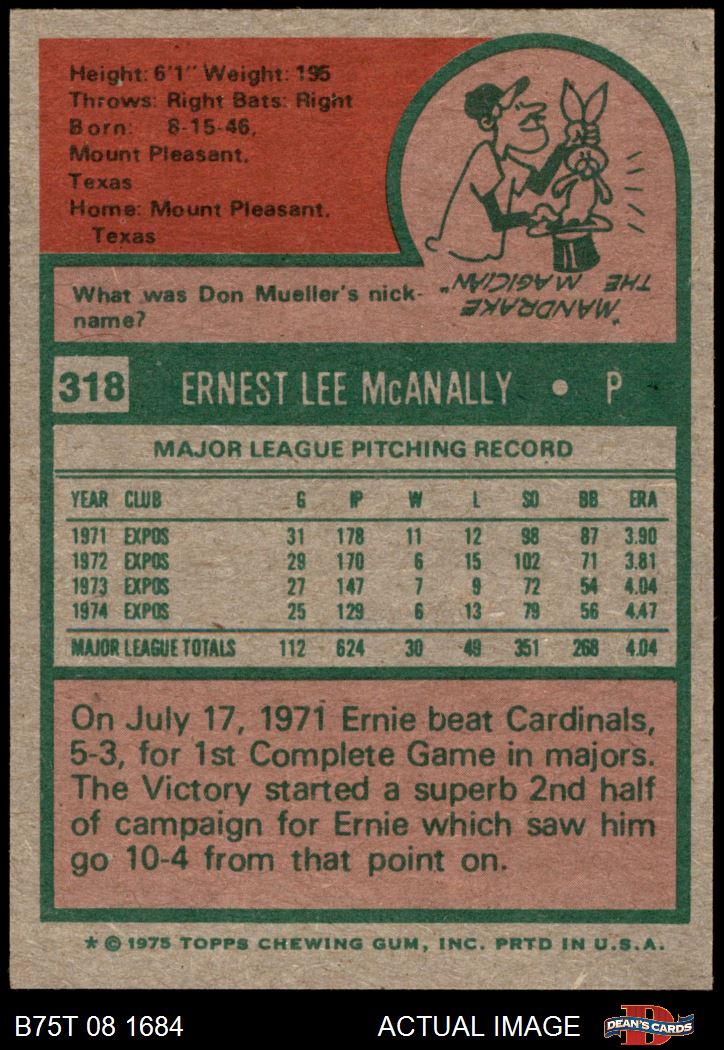 Height: 6'1" Weight: 195
Throws: Right Bats: Right
Born: 8-15-46,
Mount Pleasant,
Texas
Home: Mount Pleasant,
Texas
What was Don Mueller's nick-
name?
"MANDRAKE
THE MAGICIAN"
318 ERNEST LEE McANALLY • P
MAJOR LEAGUE PITCHING RECORD
YEAR CLUB G IP W L SO BB ERA
1971 EXPOS 31 178 11 12 98 87 3.90
1972 EXPOS 29 170 6 15 102 71 3.81
1973 EXPOS 27 147 7 9 72 54 4.04
1974 EXPOS 25 129 6 13 79 56 4.47
MAJOR LEAGUE TOTALS 112 624 30 49 351 268 4.04
On July 17, 1971 Ernie beat Cardinals,
5-3, for 1st Complete Game in majors.
The Victory started a superb 2nd half
of campaign for Ernie which saw him
go 10-4 from that point on.
* © 1975 TOPPS CHEWING GUM, INC. PRTD IN U.S.A.
B75T 08 1684 ACTUAL IMAGE D DEAN'S CARDS